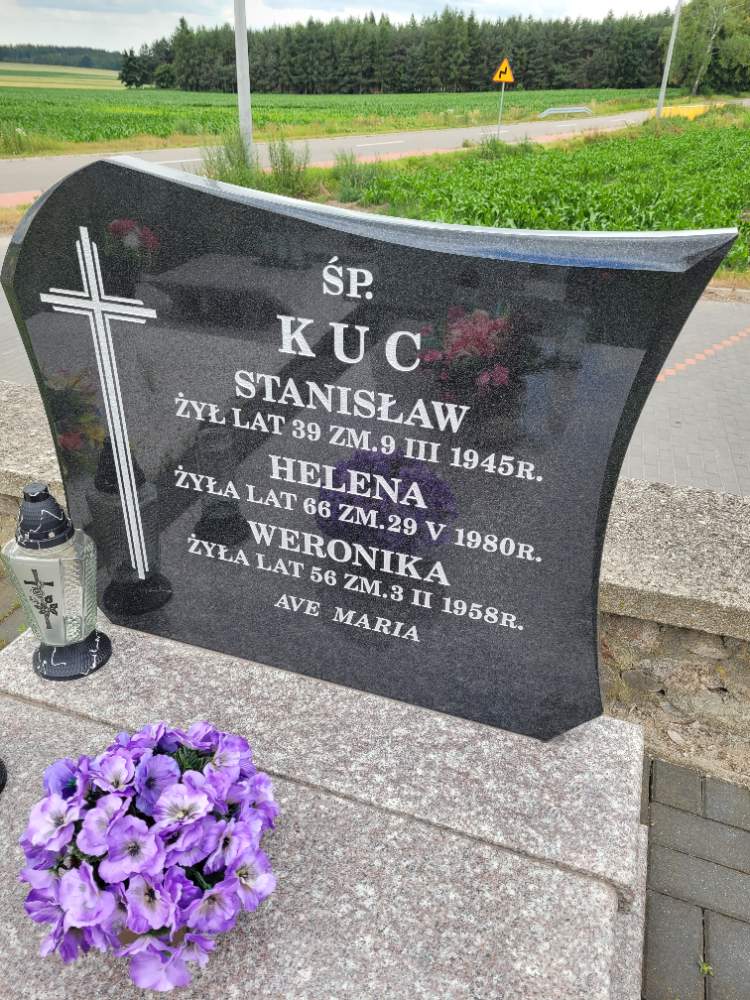 ŚP.
KUC
STANISŁAW
ŻYŁ LAT 39 ZM.9 III 1945R.
HELENA
ŻYŁA LAT 66 ZM.29 V 1980R.
WERONIKA
ŻYŁA LAT 56 ZM.3 II 1958R.
AVE MARIA